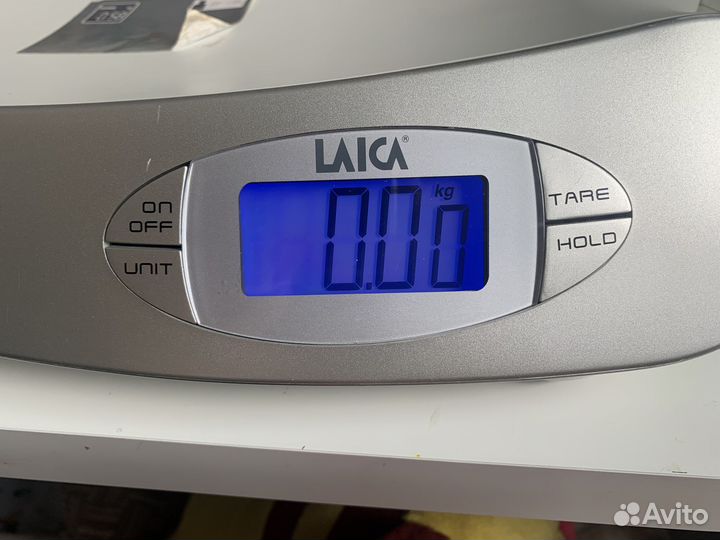 LAICA®
ON
OFF
UNIT
kg
0.00
TARE
HOLD
Avito